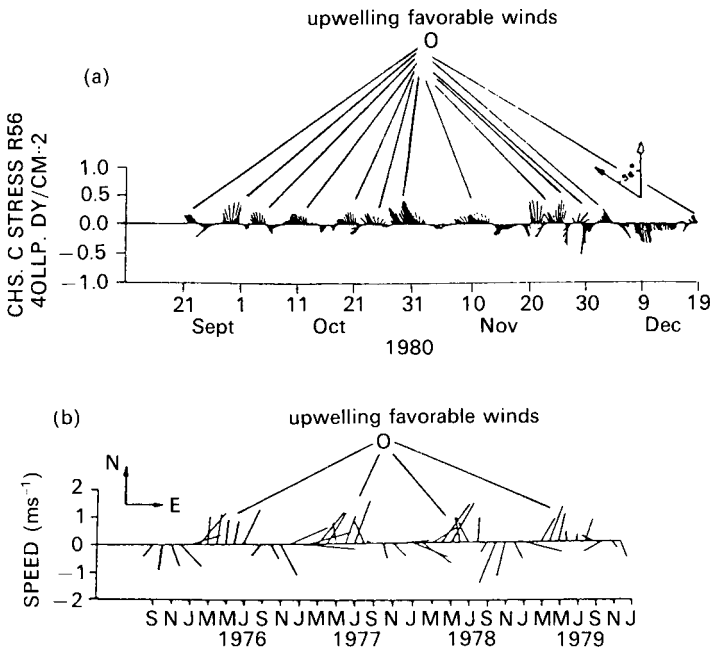 upwelling favorable winds
O
(a)
CHS. C STRESS R56
40LLP. DY/CM··2
1.0
0.5
0.0
−0.5
−1.0
21 1 11 21 31 10 20 30 9 19
Sept Oct Nov Dec
1980
(b)
upwelling favorable winds
O
N
E
SPEED (ms⁻¹)
2
1
0
−1
−2
S N J M M J S N J M M J S N J M M J S N J M M J S N J
1976 1977 1978 1979